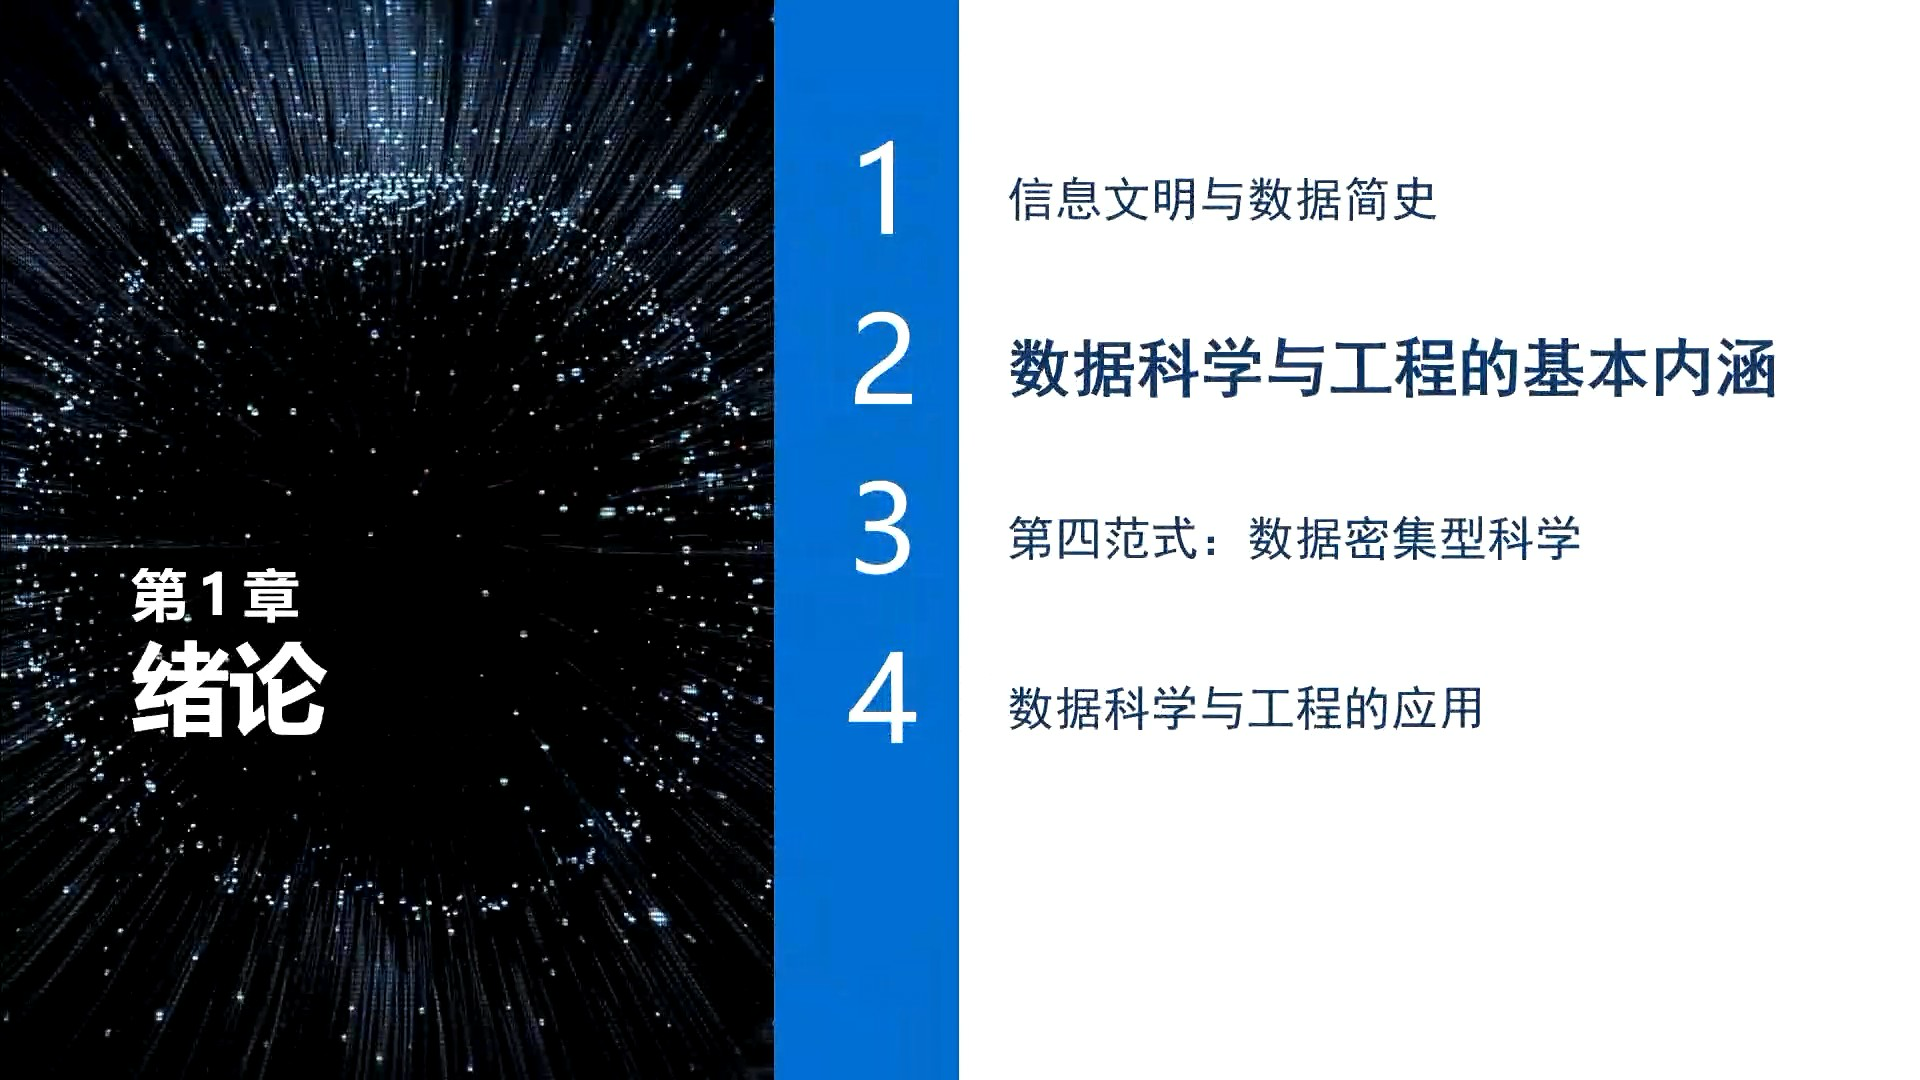 第1章
绪论
1 信息文明与数据简史
2 数据科学与工程的基本内涵
3 第四范式：数据密集型科学
4 数据科学与工程的应用